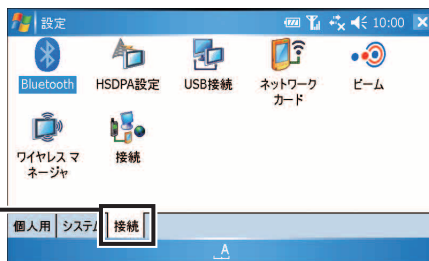 設定 10:00
Bluetooth HSDPA設定 USB接続 ネットワーク カード ビーム
ワイヤレス マネージャ 接続
個人用 システム 接続
A